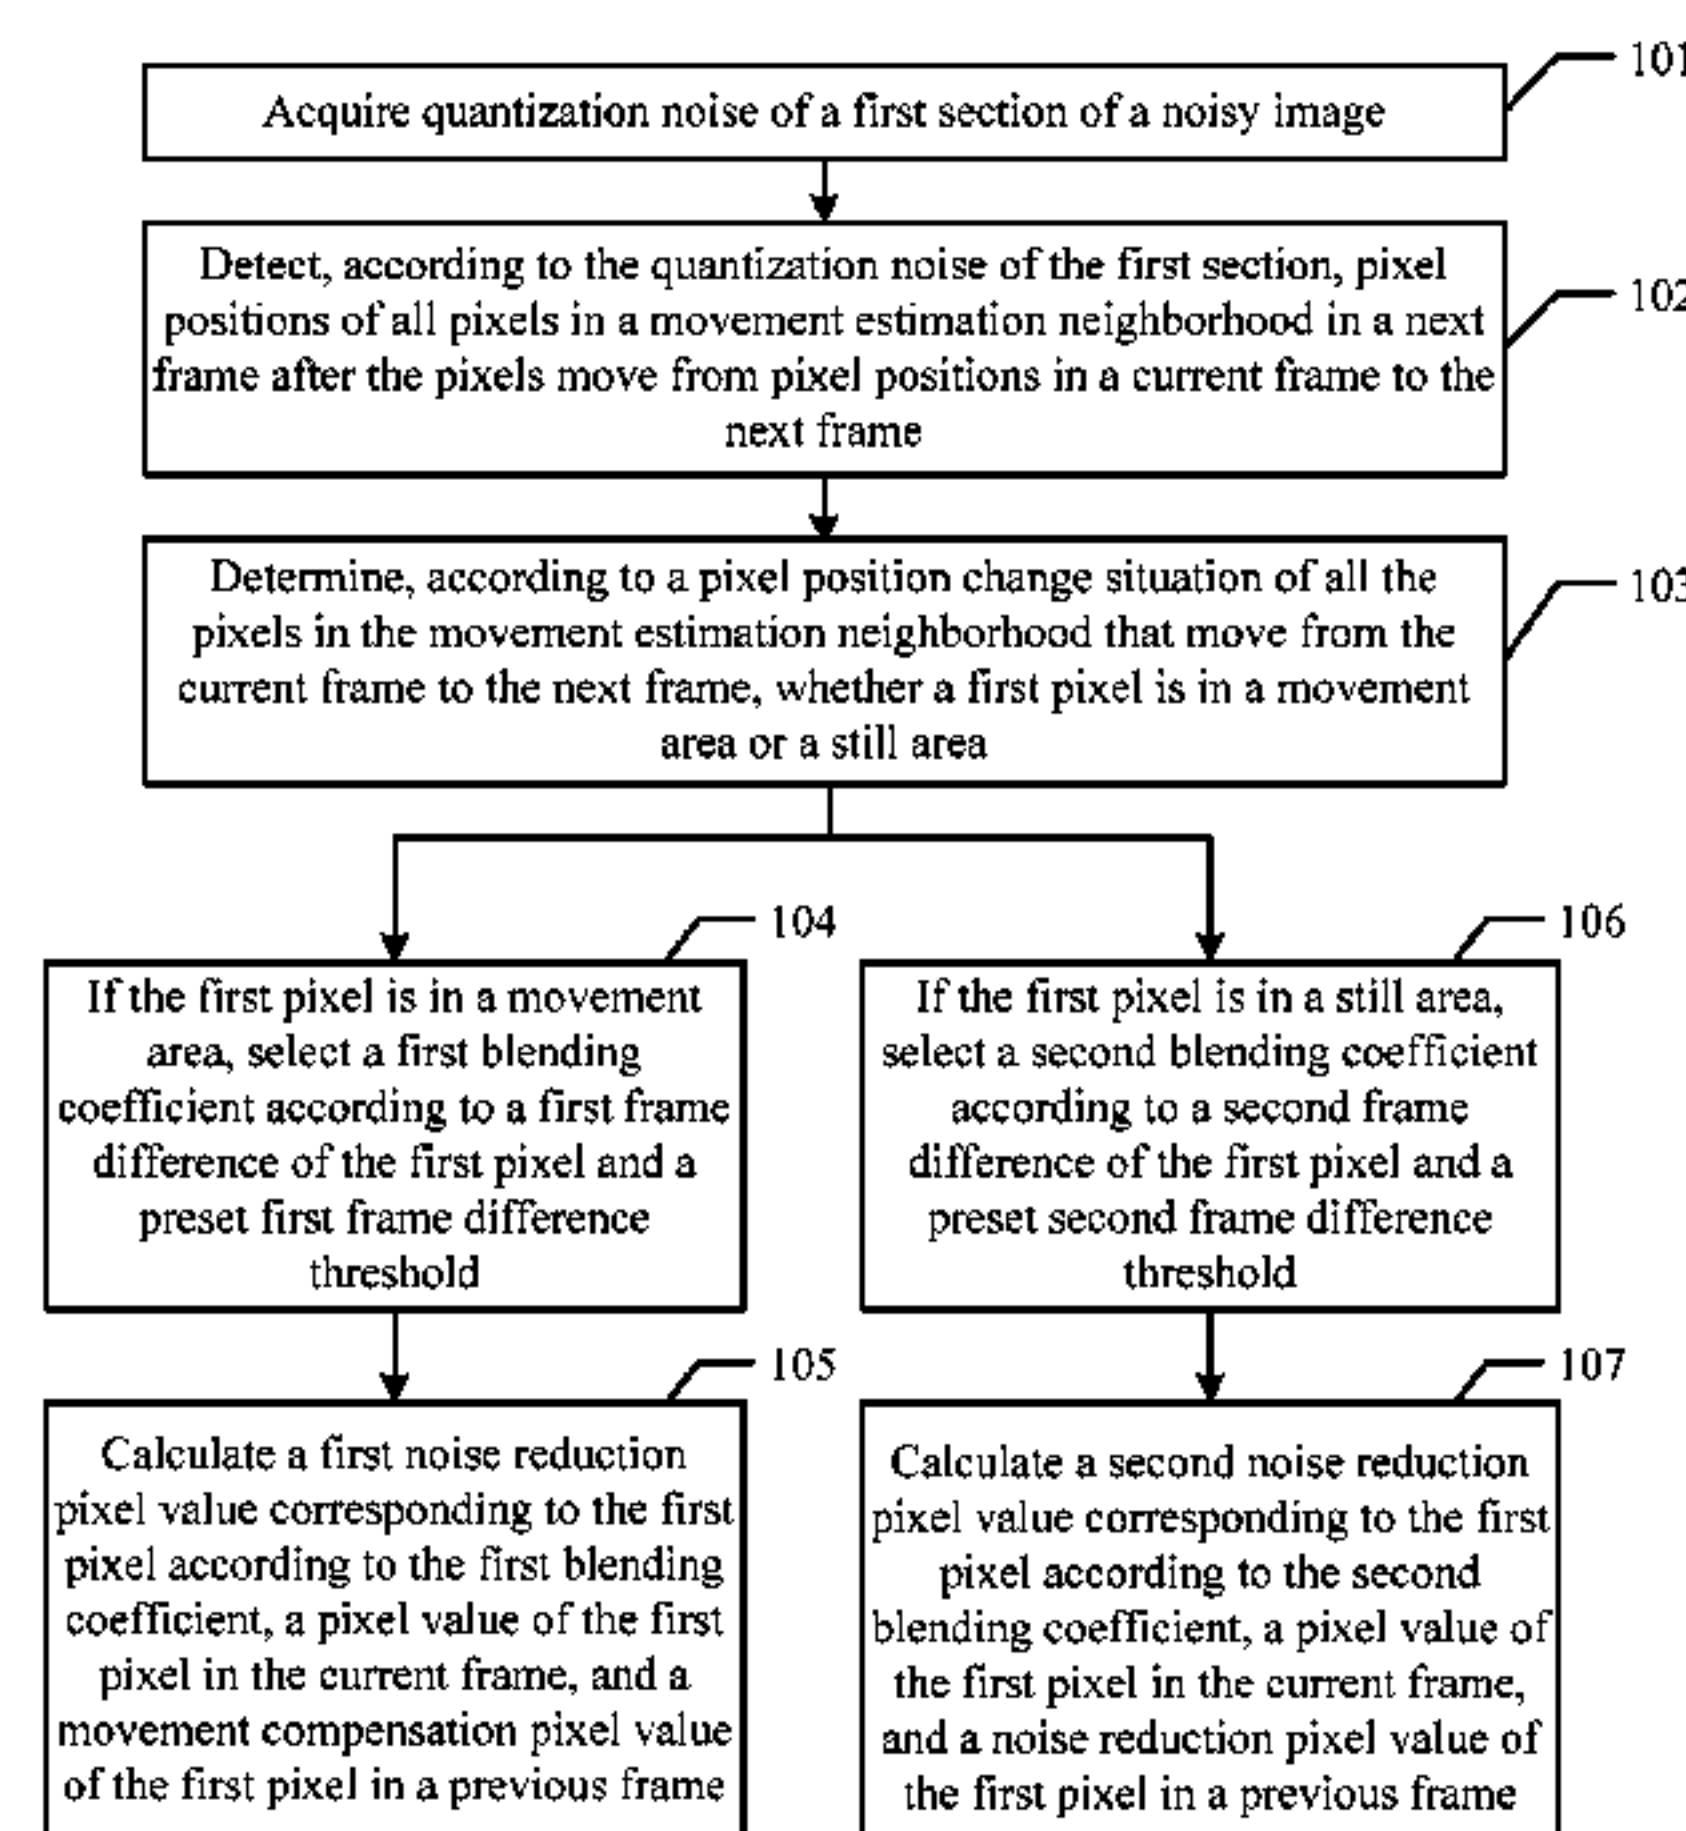 101
Acquire quantization noise of a first section of a noisy image
Detect, according to the quantization noise of the first section, pixel
positions of all pixels in a movement estimation neighborhood in a next
frame after the pixels move from pixel positions in a current frame to the
next frame
102
Determine, according to a pixel position change situation of all the
pixels in the movement estimation neighborhood that move from the
current frame to the next frame, whether a first pixel is in a movement
area or a still area
103
104
If the first pixel is in a movement
area, select a first blending
coefficient according to a first frame
difference of the first pixel and a
preset first frame difference
threshold
106
If the first pixel is in a still area,
select a second blending coefficient
according to a second frame
difference of the first pixel and a
preset second frame difference
threshold
105
Calculate a first noise reduction
pixel value corresponding to the first
pixel according to the first blending
coefficient, a pixel value of the first
pixel in the current frame, and a
movement compensation pixel value
of the first pixel in a previous frame
107
Calculate a second noise reduction
pixel value corresponding to the first
pixel according to the second
blending coefficient, a pixel value of
the first pixel in the current frame,
and a noise reduction pixel value of
the first pixel in a previous frame